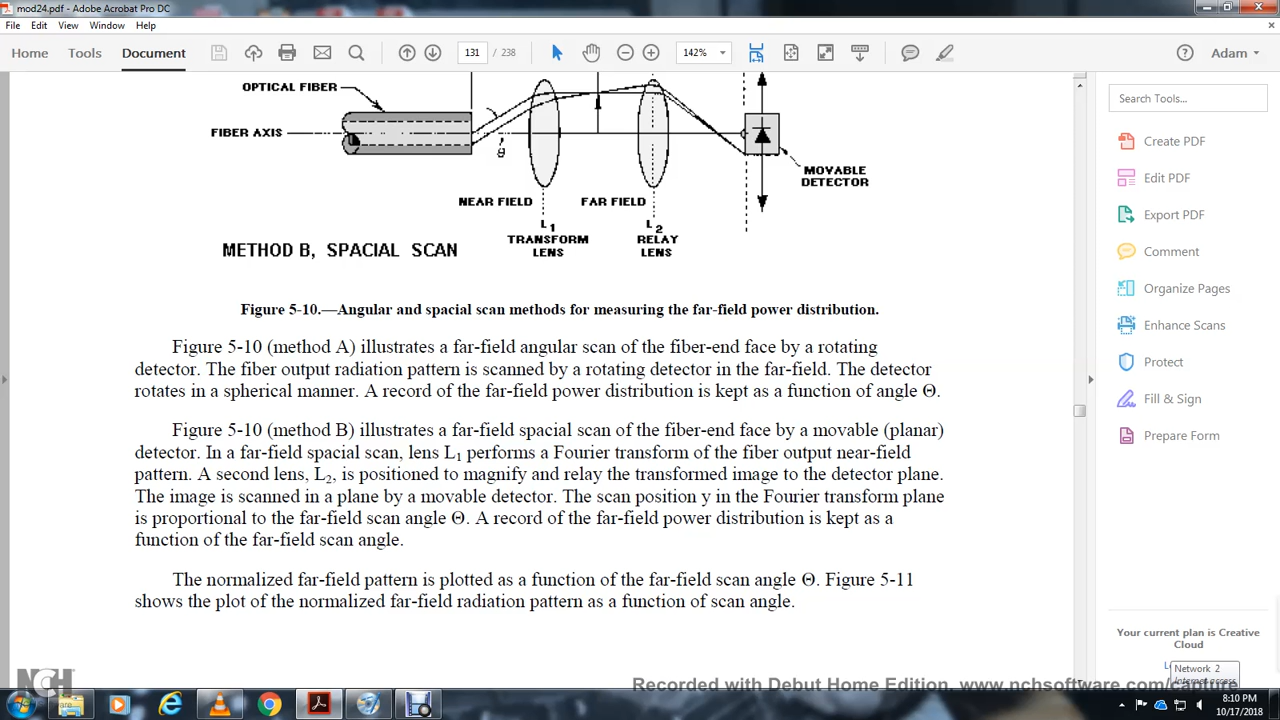 mod24.pdf - Adobe Acrobat Pro DC
File Edit View Window Help
Home Tools Document 131 / 238 142% Adam
OPTICAL FIBER
FIBER AXIS
θ
MOVABLE
DETECTOR
NEAR FIELD FAR FIELD
L1 L2
TRANSFORM RELAY
LENS LENS
METHOD B, SPACIAL SCAN
Figure 5-10.—Angular and spacial scan methods for measuring the far-field power distribution.
Figure 5-10 (method A) illustrates a far-field angular scan of the fiber-end face by a rotating
detector. The fiber output radiation pattern is scanned by a rotating detector in the far-field. The detector
rotates in a spherical manner. A record of the far-field power distribution is kept as a function of angle Θ.
Figure 5-10 (method B) illustrates a far-field spacial scan of the fiber-end face by a movable (planar)
detector. In a far-field spacial scan, lens L1 performs a Fourier transform of the fiber output near-field
pattern. A second lens, L2, is positioned to magnify and relay the transformed image to the detector plane.
The image is scanned in a plane by a movable detector. The scan position y in the Fourier transform plane
is proportional to the far-field scan angle Θ. A record of the far-field power distribution is kept as a
function of the far-field scan angle.
The normalized far-field pattern is plotted as a function of the far-field scan angle Θ. Figure 5-11
shows the plot of the normalized far-field radiation pattern as a function of scan angle.
Search Tools...
Create PDF
Edit PDF
Export PDF
Comment
Organize Pages
Enhance Scans
Protect
Fill & Sign
Prepare Form
Your current plan is Creative
Cloud
Network 2
Internet access
NCH
Recorded with Debut Home Edition. www.nchsoftware.com/capture
8:10 PM
10/17/2018